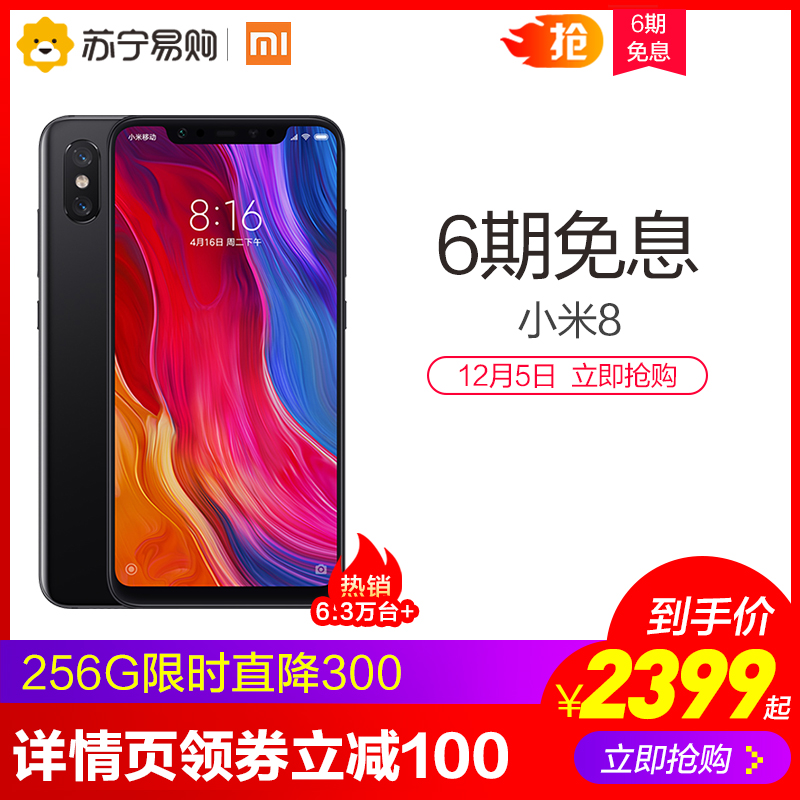 苏宁易购
mi
抢
6期
免息
小米移动
8:16
4月16日 周二下午
6期免息
小米8
12月5日 立即抢购
热销
6.3万台+
到手价
256G限时直降300
¥2399起
详情页领券立减100
立即抢购